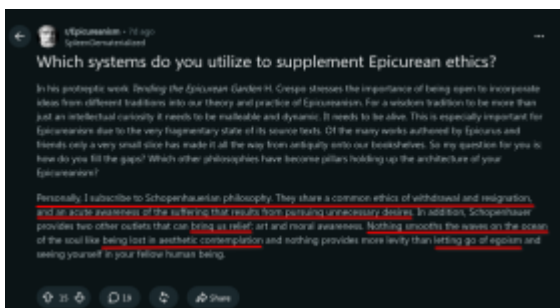 r/Epicureanism • 7d ago
SpleenDematerialized
Which systems do you utilize to supplement Epicurean ethics?
In his protreptic work Tending the Epicurean Garden H. Crespo stresses the importance of being open to incorporate
ideas from different traditions into our theory and practice of Epicureanism. For a wisdom tradition to be more than
just an intellectual curiosity it needs to be malleable and dynamic. It needs to be alive. This is especially important for
Epicureanism due to the very fragmentary state of its source texts. Of the many works authored by Epicurus and
friends only a very small slice has made it all the way from antiquity onto our bookshelves. So my question for you is
how do you fill the gaps? Which other philosophies have become pillars holding up the architecture of your
Epicureanism?
Personally, I subscribe to Schopenhauerian philosophy. They share a common ethics of withdrawal and resignation,
and an acute awareness of the suffering that results from pursuing unnecessary desires. In addition, Schopenhauer
provides two other outlets that can bring us relief: art and moral awareness. Nothing smooths the waves on the ocean
of the soul like being lost in aesthetic contemplation and nothing provides more levity than letting go of egoism and
seeing yourself in your fellow human being.
15 19 Share